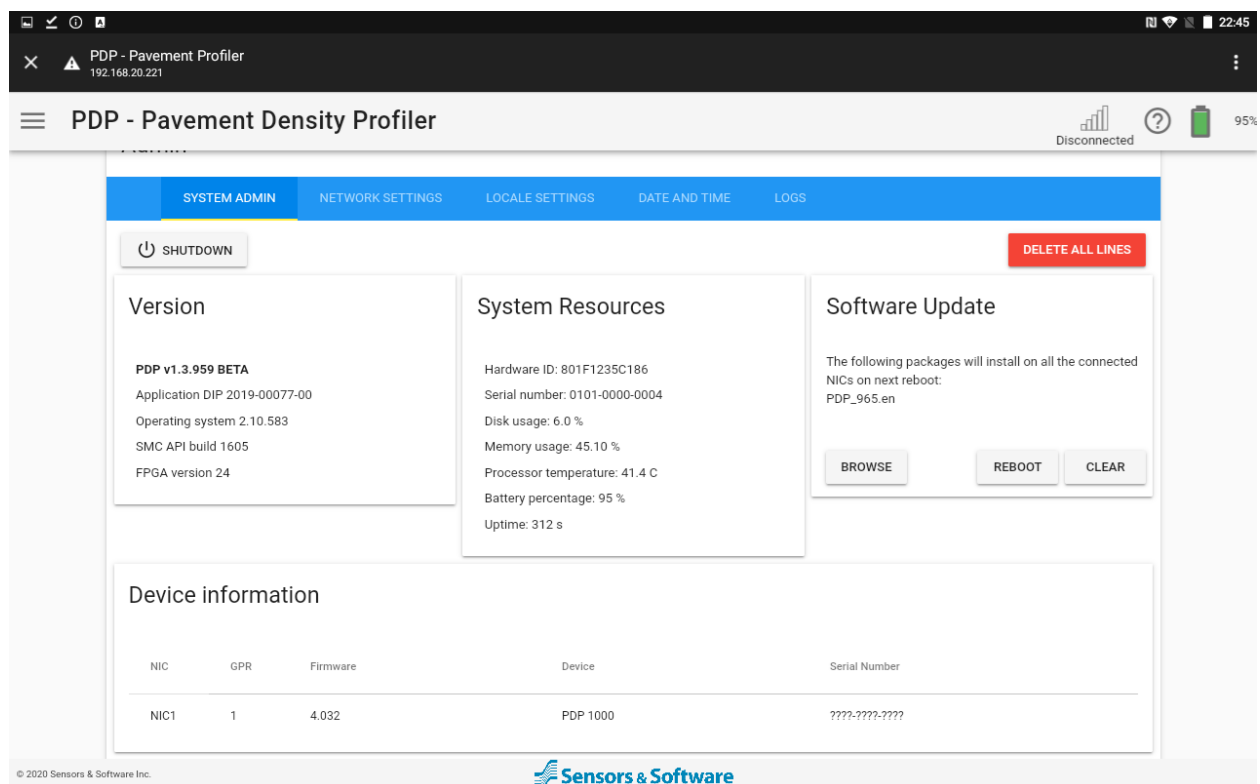 22:45
PDP - Pavement Profiler
192.168.20.221
PDP - Pavement Density Profiler
Disconnected
95%
Admin
SYSTEM ADMIN
NETWORK SETTINGS
LOCALE SETTINGS
DATE AND TIME
LOGS
SHUTDOWN
DELETE ALL LINES
Version
PDP v1.3.959 BETA
Application DIP 2019-00077-00
Operating system 2.10.583
SMC API build 1605
FPGA version 24
System Resources
Hardware ID: 801F1235C186
Serial number: 0101-0000-0004
Disk usage: 6.0 %
Memory usage: 45.10 %
Processor temperature: 41.4 C
Battery percentage: 95 %
Uptime: 312 s
Software Update
The following packages will install on all the connected
NICs on next reboot:
PDP_965.en
BROWSE
REBOOT
CLEAR
Device information
NIC GPR Firmware Device Serial Number
NIC1 1 4.032 PDP 1000 ????-????-????
© 2020 Sensors & Software Inc.
Sensors & Software